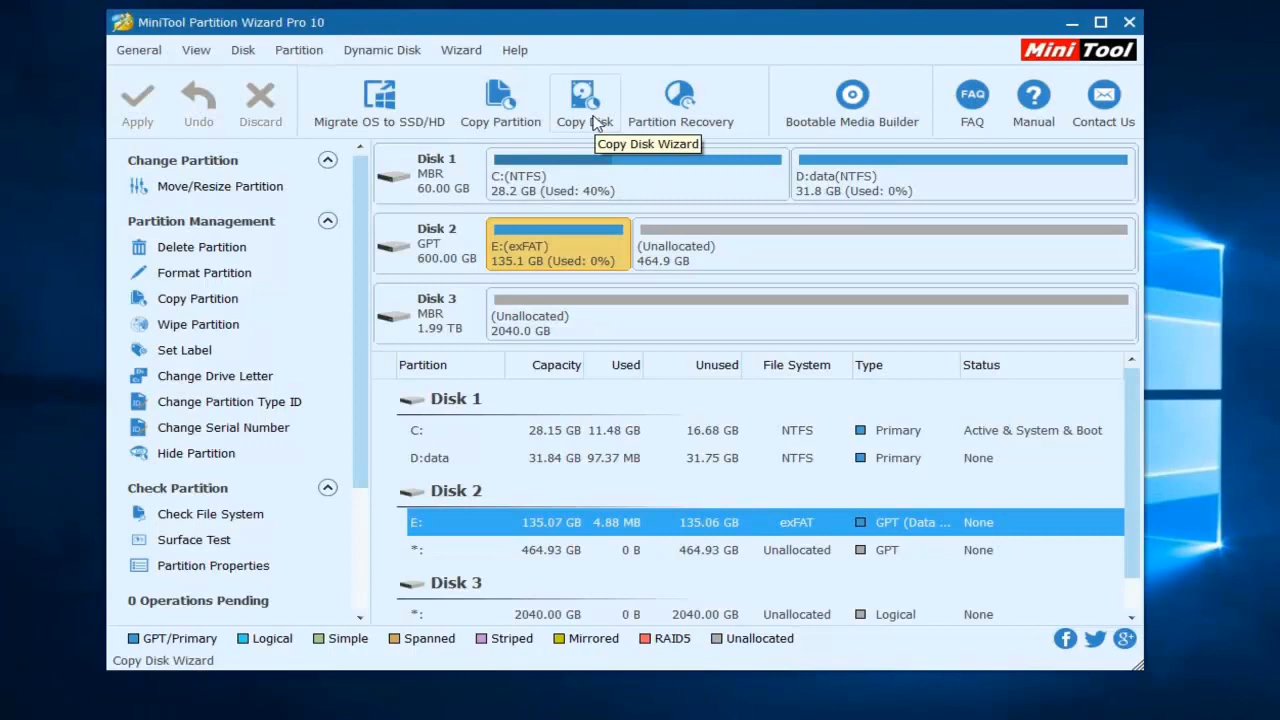 MiniTool Partition Wizard Pro 10
General View Disk Partition Dynamic Disk Wizard Help
Mini Tool
Apply Undo Discard Migrate OS to SSD/HD Copy Partition Copy Disk Partition Recovery Bootable Media Builder FAQ Manual Contact Us
FAQ
Copy Disk Wizard
Change Partition
Move/Resize Partition
Partition Management
Delete Partition
Format Partition
Copy Partition
Wipe Partition
Set Label
Change Drive Letter
Change Partition Type ID
Change Serial Number
Hide Partition
Check Partition
Check File System
Surface Test
Partition Properties
0 Operations Pending
Disk 1
MBR
60.00 GB
C:(NTFS)
28.2 GB (Used: 40%)
D:data(NTFS)
31.8 GB (Used: 0%)
Disk 2
GPT
600.00 GB
E:(exFAT)
135.1 GB (Used: 0%)
(Unallocated)
464.9 GB
Disk 3
MBR
1.99 TB
(Unallocated)
2040.0 GB
Partition Capacity Used Unused File System Type Status
Disk 1
C: 28.15 GB 11.48 GB 16.68 GB NTFS Primary Active & System & Boot
D:data 31.84 GB 97.37 MB 31.75 GB NTFS Primary None
Disk 2
E: 135.07 GB 4.88 MB 135.06 GB exFAT GPT (Data ... None
*: 464.93 GB 0 B 464.93 GB Unallocated GPT None
Disk 3
*: 2040.00 GB 0 B 2040.00 GB Unallocated Logical None
GPT/Primary Logical Simple Spanned Striped Mirrored RAID5 Unallocated
Copy Disk Wizard